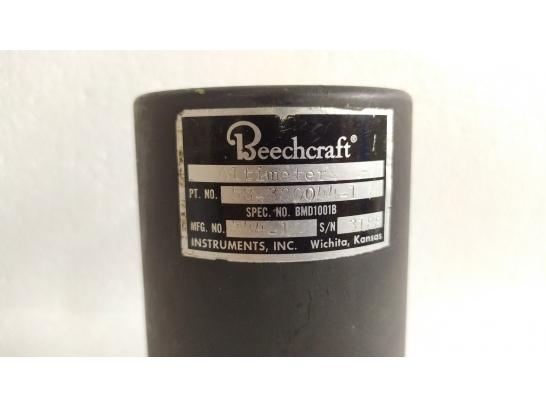 Beechcraft®
Altimeter
PT. NO.
SPEC. NO. BMD1001B
MFG. NO. S/N
INSTRUMENTS, INC. Wichita, Kansas